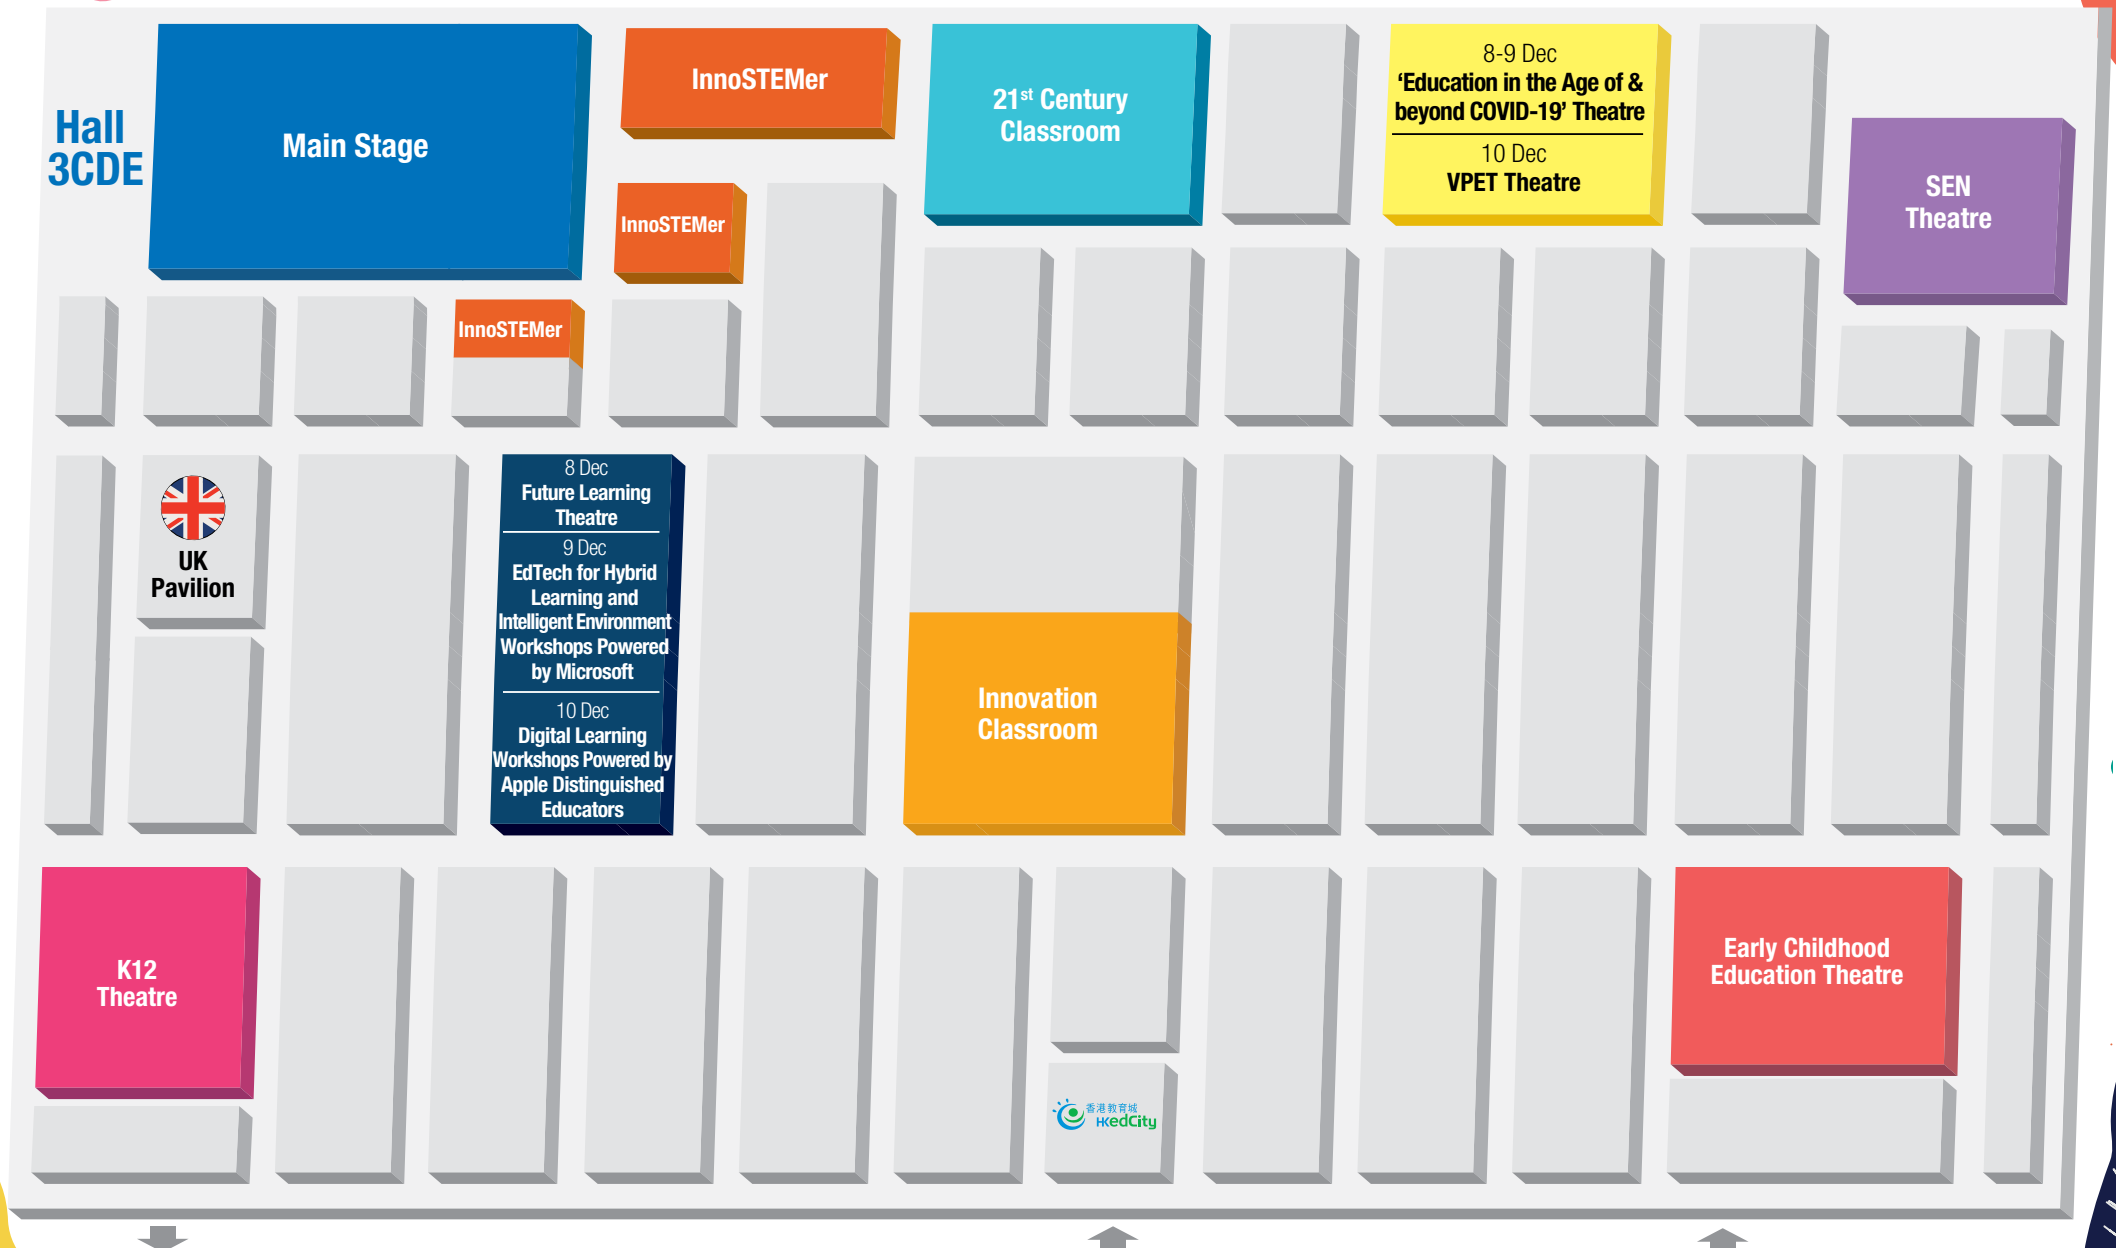 Hall
3CDE
Main Stage
InnoSTEMer
InnoSTEMer
InnoSTEMer
21st Century
Classroom
8-9 Dec
‘Education in the Age of &
beyond COVID-19’ Theatre
10 Dec
VPET Theatre
SEN
Theatre
UK
Pavilion
8 Dec
Future Learning
Theatre
9 Dec
EdTech for Hybrid
Learning and
Intelligent Environment
Workshops Powered
by Microsoft
10 Dec
Digital Learning
Workshops Powered by
Apple Distinguished
Educators
Innovation
Classroom
K12
Theatre
Early Childhood
Education Theatre
香港教育城
HKedCity